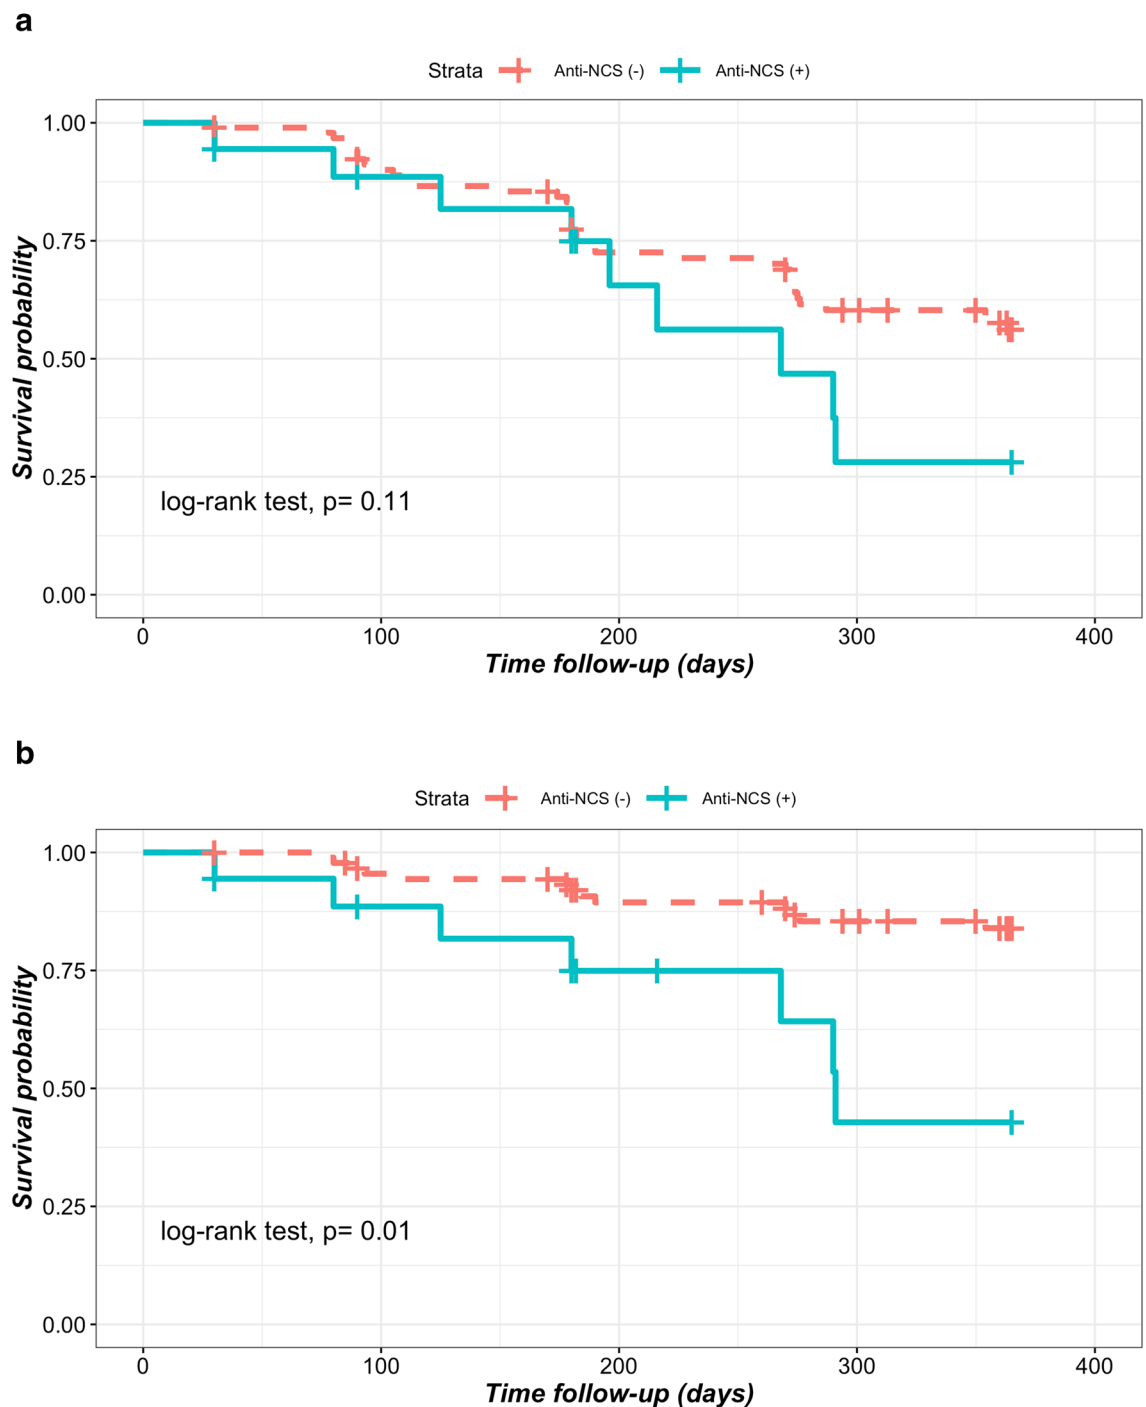 a
Strata Anti-NCS (-) Anti-NCS (+)
1.00
0.75
0.50
0.25
0.00
Survival probability
log-rank test, p= 0.11
0 100 200 300 400
Time follow-up (days)
b
Strata Anti-NCS (-) Anti-NCS (+)
1.00
0.75
0.50
0.25
0.00
Survival probability
log-rank test, p= 0.01
0 100 200 300 400
Time follow-up (days)